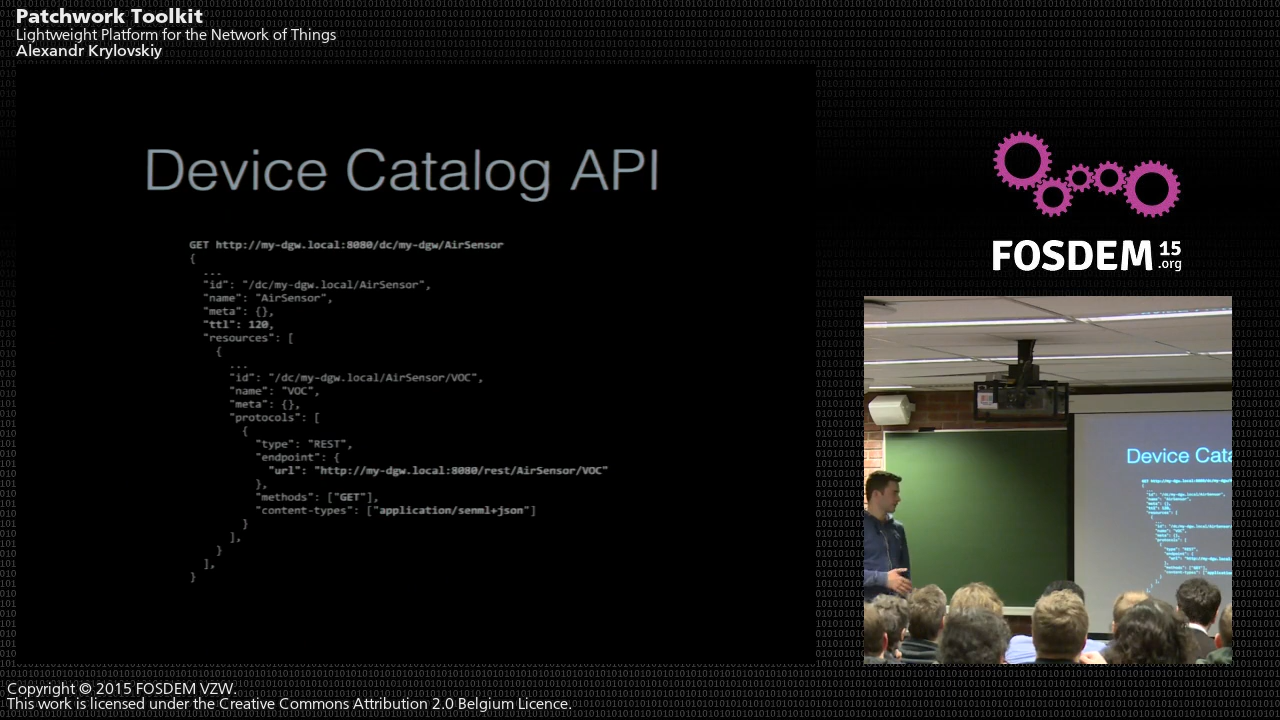 Patchwork Toolkit
Lightweight Platform for the Network of Things
Alexandr Krylovskiy
Device Catalog API
GET http://my-dgw.local:8080/dc/my-dgw/AirSensor
{
...
"id": "/dc/my-dgw.local/AirSensor",
"name": "AirSensor",
"meta": {},
"ttl": 120,
"resources": [
{
...
"id": "/dc/my-dgw.local/AirSensor/VOC",
"name": "VOC",
"meta": {},
"protocols": [
{
"type": "REST",
"endpoint": {
"url": "http://my-dgw.local:8080/rest/AirSensor/VOC"
},
"methods": ["GET"],
"content-types": ["application/senml+json"]
}
],
}
],
}
FOSDEM 15
.org
Device Cata
Copyright © 2015 FOSDEM VZW.
This work is licensed under the Creative Commons Attribution 2.0 Belgium Licence.